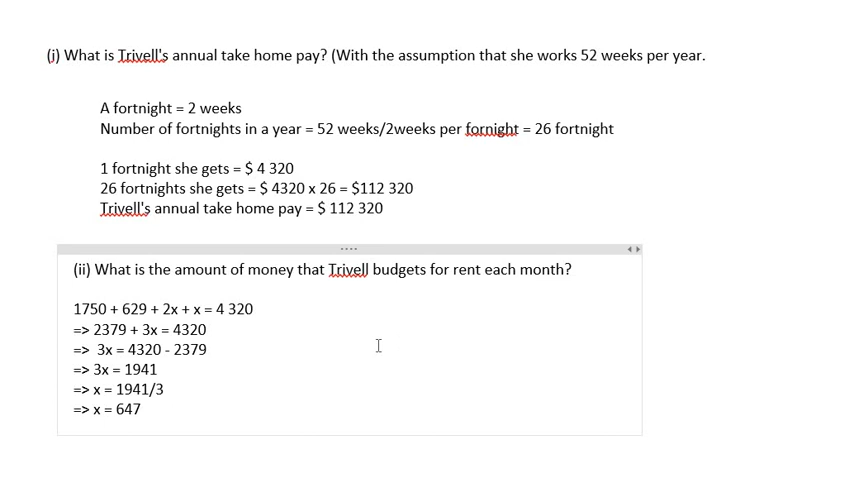 (i) What is Trivell's annual take home pay? (With the assumption that she works 52 weeks per year.
A fortnight = 2 weeks
Number of fortnights in a year = 52 weeks/2weeks per fornight = 26 fortnight
1 fortnight she gets = $ 4 320
26 fortnights she gets = $ 4320 x 26 = $112 320
Trivell's annual take home pay = $ 112 320
(ii) What is the amount of money that Trivell budgets for rent each month?
1750 + 629 + 2x + x = 4 320
=> 2379 + 3x = 4320
=> 3x = 4320 - 2379
=> 3x = 1941
=> x = 1941/3
=> x = 647